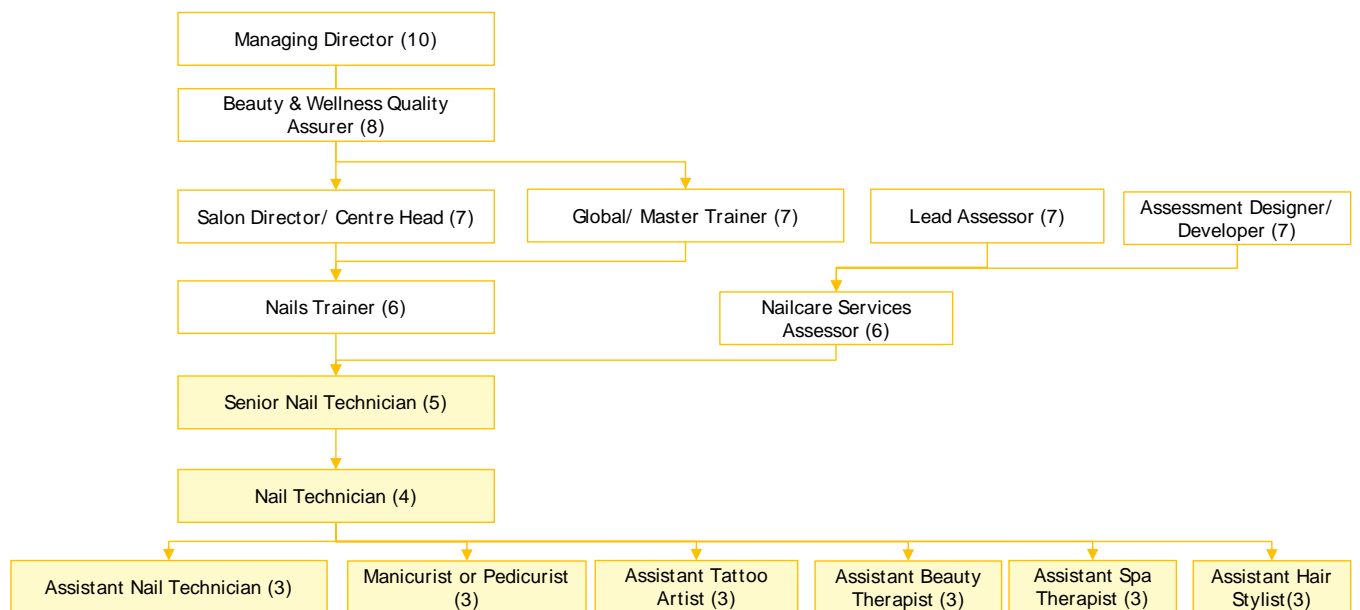 Managing Director (10)
Beauty & Wellness Quality
Assurer (8)
Salon Director/ Centre Head (7)
Global/ Master Trainer (7)
Lead Assessor (7)
Assessment Designer/
Developer (7)
Nails Trainer (6)
Nailcare Services
Assessor (6)
Senior Nail Technician (5)
Nail Technician (4)
Assistant Nail Technician (3)
Manicurist or Pedicurist
(3)
Assistant Tattoo
Artist (3)
Assistant Beauty
Therapist (3)
Assistant Spa
Therapist (3)
Assistant Hair
Stylist(3)